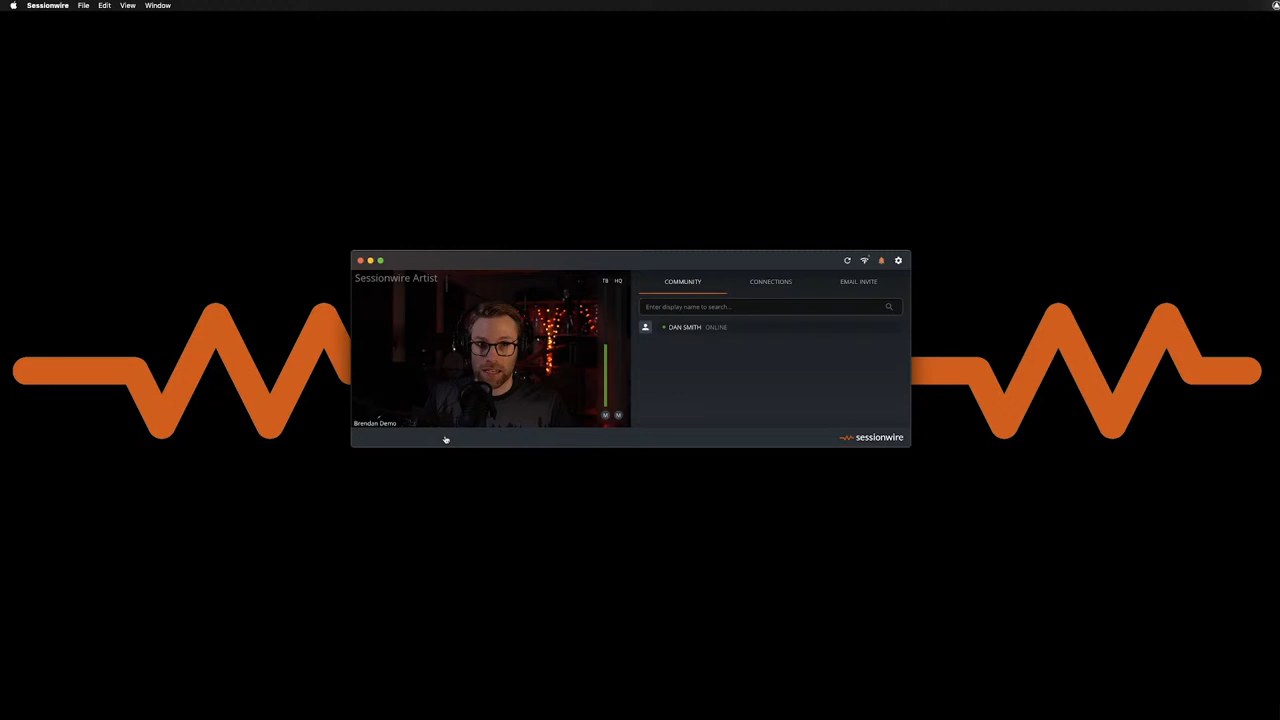 Sessionwire File Edit View Window
Sessionwire Artist
TB HQ
COMMUNITY CONNECTIONS EMAIL INVITE
Enter display name to search...
DAN SMITH ONLINE
M M
Brendan Demo
sessionwire